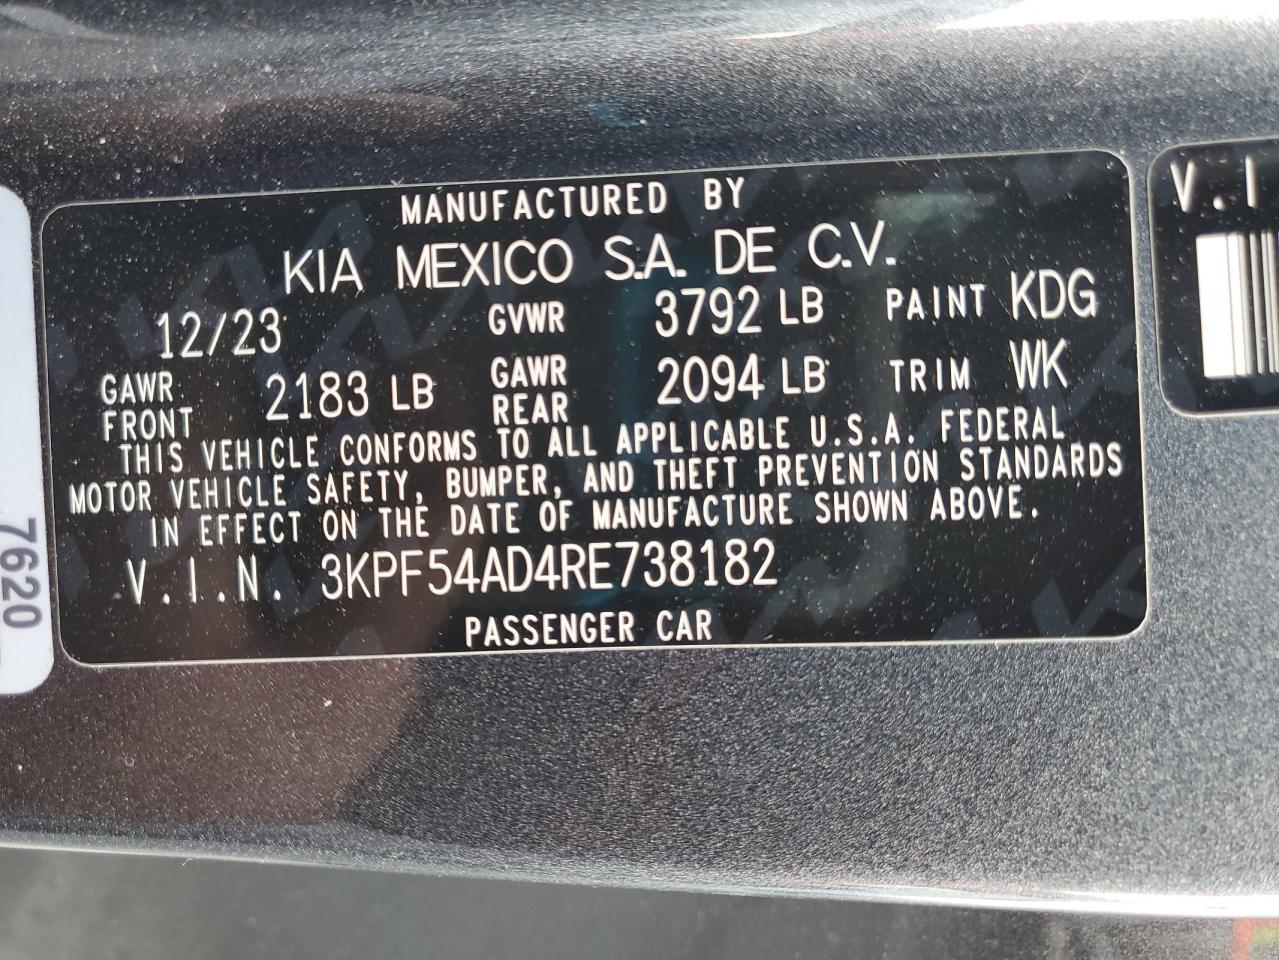 MANUFACTURED BY
KIA MEXICO S.A. DE C.V.
12/23 GVWR 3792 LB PAINT KDG
GAWR FRONT 2183 LB GAWR REAR 2094 LB TRIM WK
THIS VEHICLE CONFORMS TO ALL APPLICABLE U.S.A. FEDERAL
MOTOR VEHICLE SAFETY, BUMPER, AND THEFT PREVENTION STANDARDS
IN EFFECT ON THE DATE OF MANUFACTURE SHOWN ABOVE.
V.I.N. 3KPF54AD4RE738182
PASSENGER CAR
V.I
7620